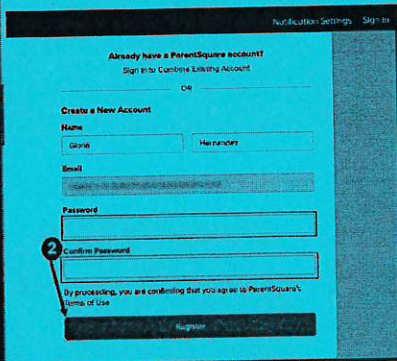 Notification Settings Sign In
Already have a ParentSquare account?
Sign in to Combine Existing Account
OR
Create a New Account
Name
Hernandez
Email
Password
2
Confirm Password
By proceeding, you are confirming that you agree to ParentSquare's
Terms of Use
Register